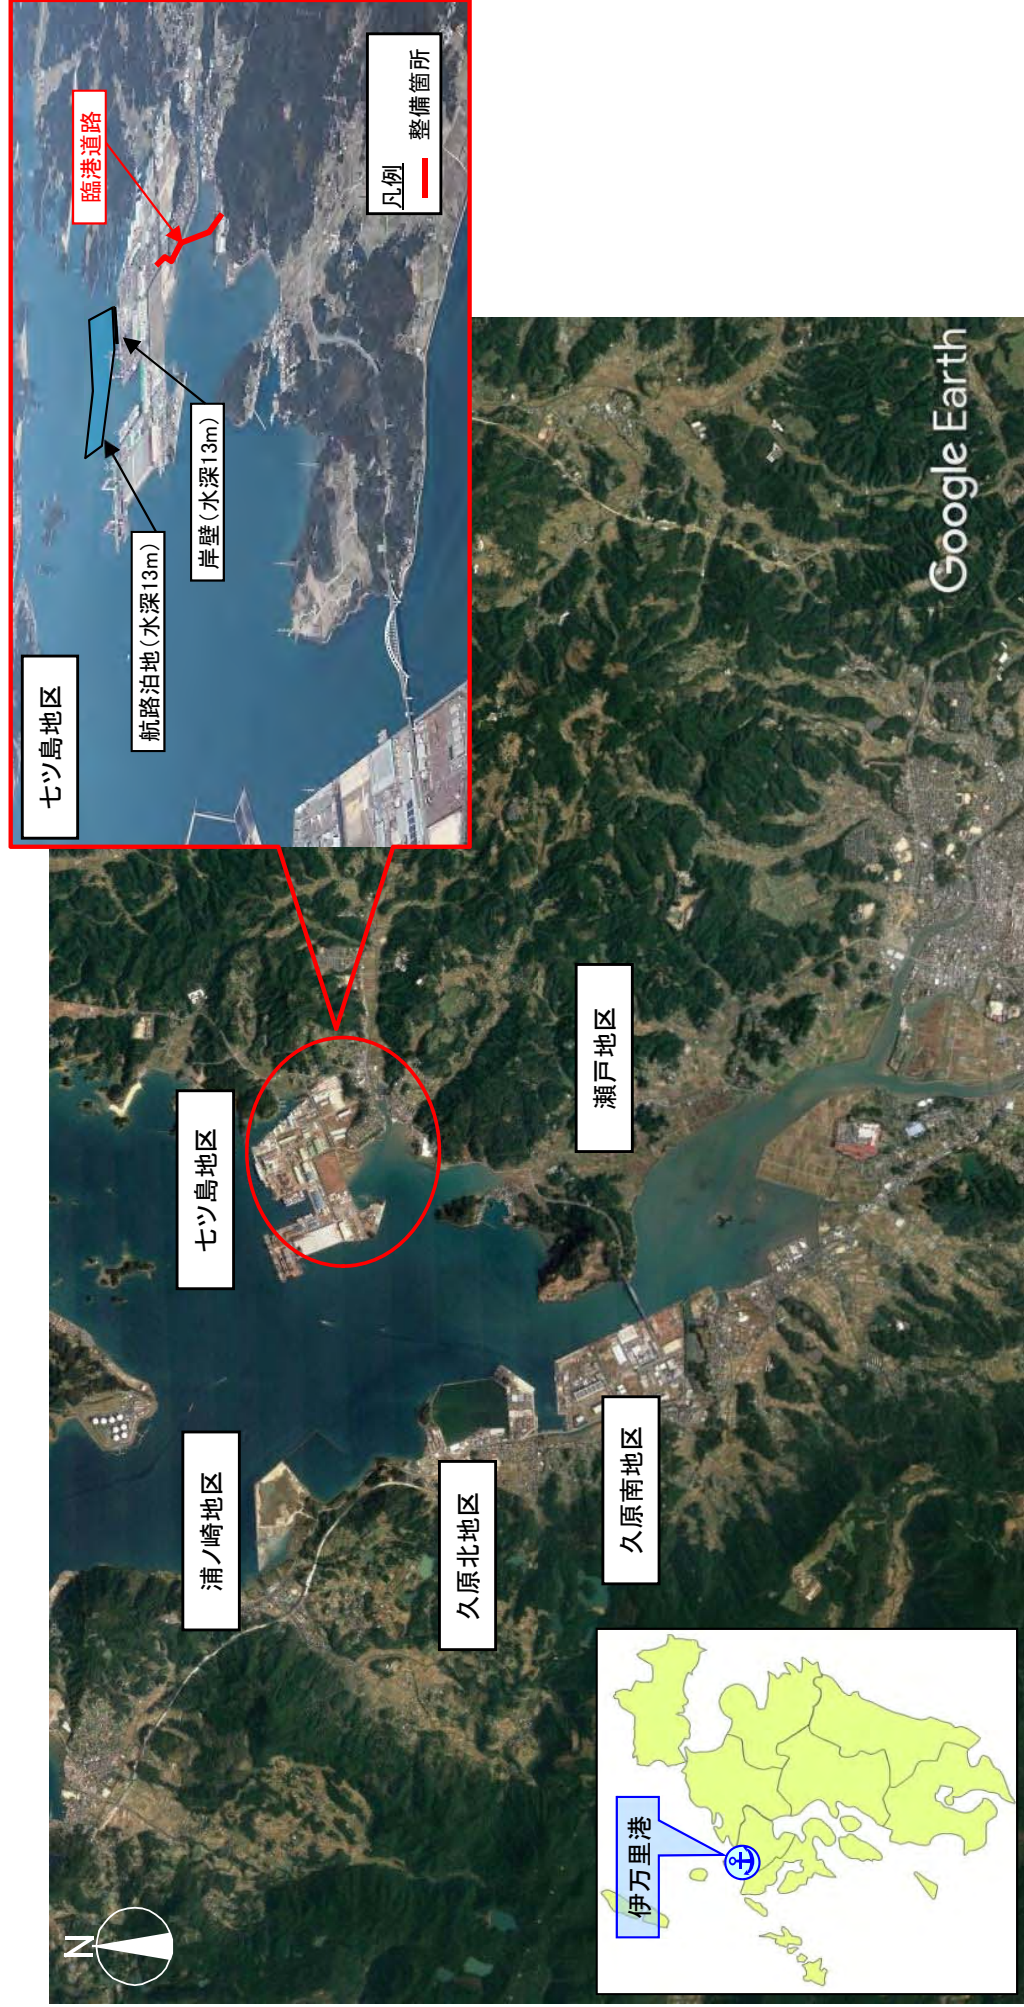 七ツ島地区
航路泊地（水深13m）
岸壁（水深13m）
臨港道路
凡例
整備箇所
N
浦ノ崎地区
七ツ島地区
久原北地区
久原南地区
瀬戸地区
伊万里港
Google Earth